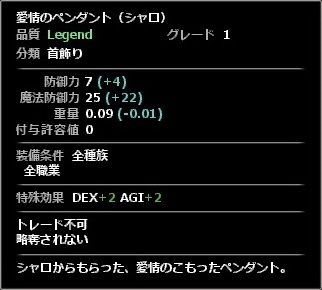 愛情のペンダント（シャロ）
品質 Legend グレード 1
分類 首飾り
防御力 7 (+4)
魔法防御力 25 (+22)
重量 0.09 (-0.01)
付与許容値 0
装備条件 全種族
全職業
特殊効果 DEX+2 AGI+2
トレード不可
略奪されない
シャロからもらった、愛情のこもったペンダント。